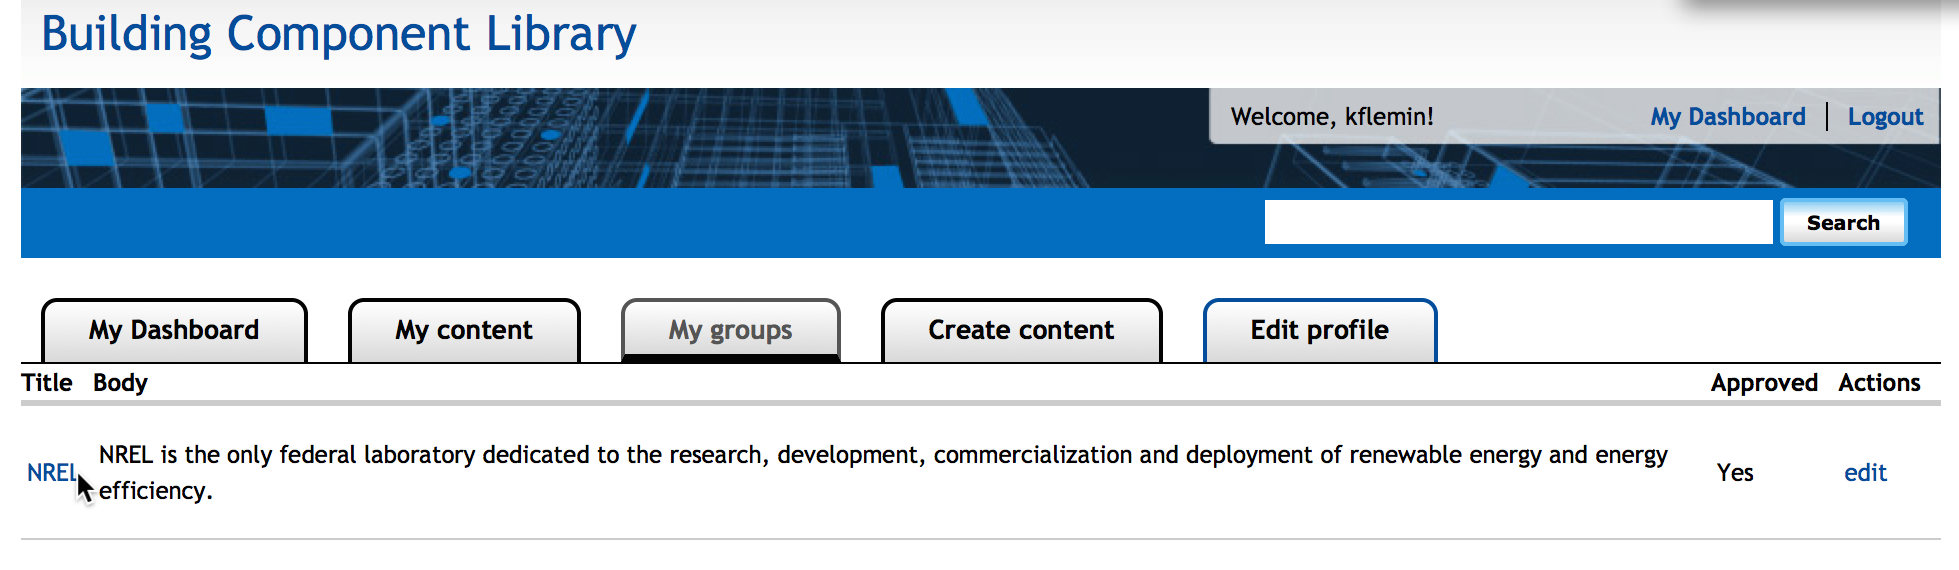 Building Component Library
Welcome, kflemin! My Dashboard | Logout
Search
My Dashboard My content My groups Create content Edit profile
Title Body Approved Actions
NREL NREL is the only federal laboratory dedicated to the research, development, commercialization and deployment of renewable energy and energy
efficiency. Yes edit